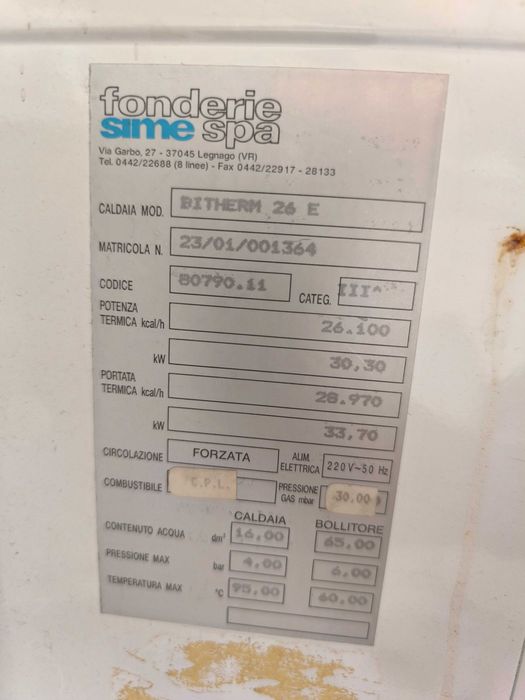 fonderie
sime spa
Via Garbo, 27 - 37045 Legnago (VR)
Tel. 0442/22688 (8 linee) - Fax 0442/22917 - 28133
CALDAIA MOD. BITHERM 26 E
MATRICOLA N. 23/01/001364
CODICE 80790.11 CATEG. III^
POTENZA
TERMICA kcal/h 26.100
kW 30,30
PORTATA
TERMICA kcal/h 28.970
kW 33,70
CIRCOLAZIONE FORZATA ALIM. ELETTRICA 220V~50 Hz
COMBUSTIBILE G.P.L. PRESSIONE GAS mbar 30,00
CALDAIA BOLLITORE
CONTENUTO ACQUA dm³ 16,00 65,00
PRESSIONE MAX bar 4,00 6,00
TEMPERATURA MAX °C 95,00 60,00